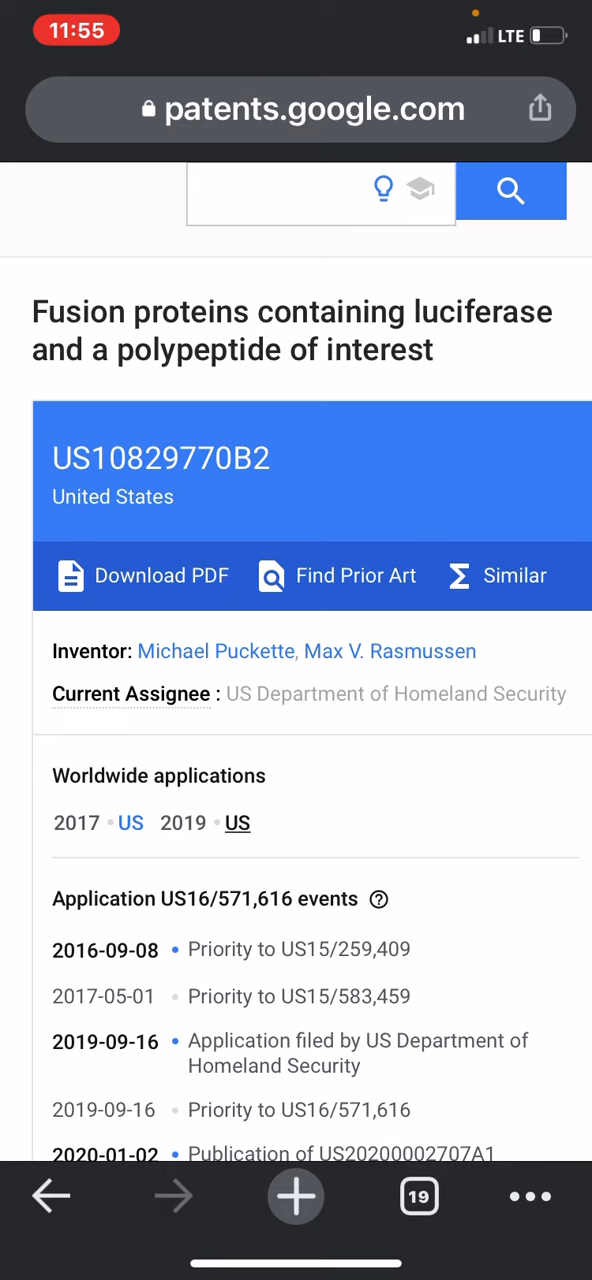 11:55
LTE
patents.google.com
Fusion proteins containing luciferase
and a polypeptide of interest
US10829770B2
United States
Download PDF Find Prior Art Similar
Inventor: Michael Puckette, Max V. Rasmussen
Current Assignee : US Department of Homeland Security
Worldwide applications
2017 • US 2019 • US
Application US16/571,616 events
2016-09-08 • Priority to US15/259,409
2017-05-01 • Priority to US15/583,459
2019-09-16 • Application filed by US Department of
Homeland Security
2019-09-16 • Priority to US16/571,616
2020-01-02 • Publication of US20200002707A1
19